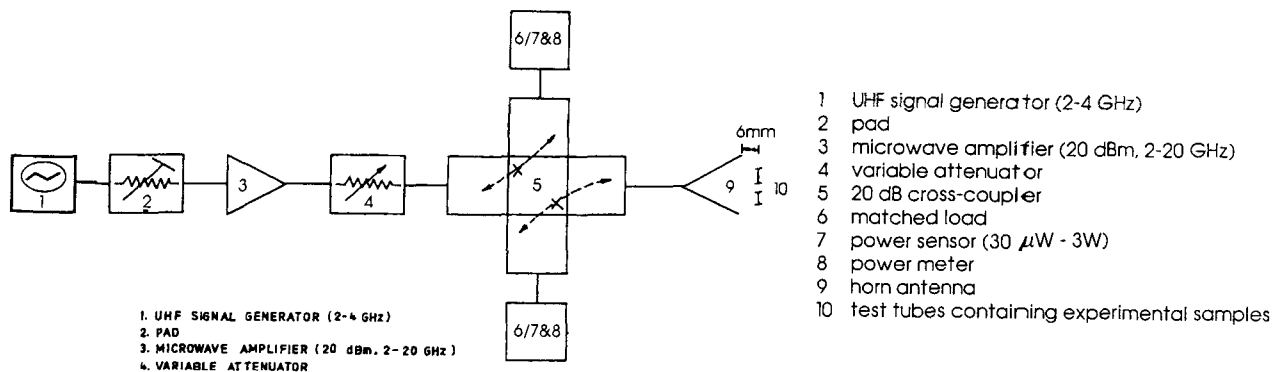 6/7&8
6mm
1
2
3
4
5
9
10
6/7&8
1 UHF signal generator (2-4 GHz)
2 pad
3 microwave amplifier (20 dBm, 2-20 GHz)
4 variable attenuator
5 20 dB cross-coupler
6 matched load
7 power sensor (30 μW - 3W)
8 power meter
9 horn antenna
10 test tubes containing experimental samples
1. UHF SIGNAL GENERATOR (2-4 GHz)
2. PAD
3. MICROWAVE AMPLIFIER (20 dBm, 2-20 GHz)
4. VARIABLE ATTENUATOR